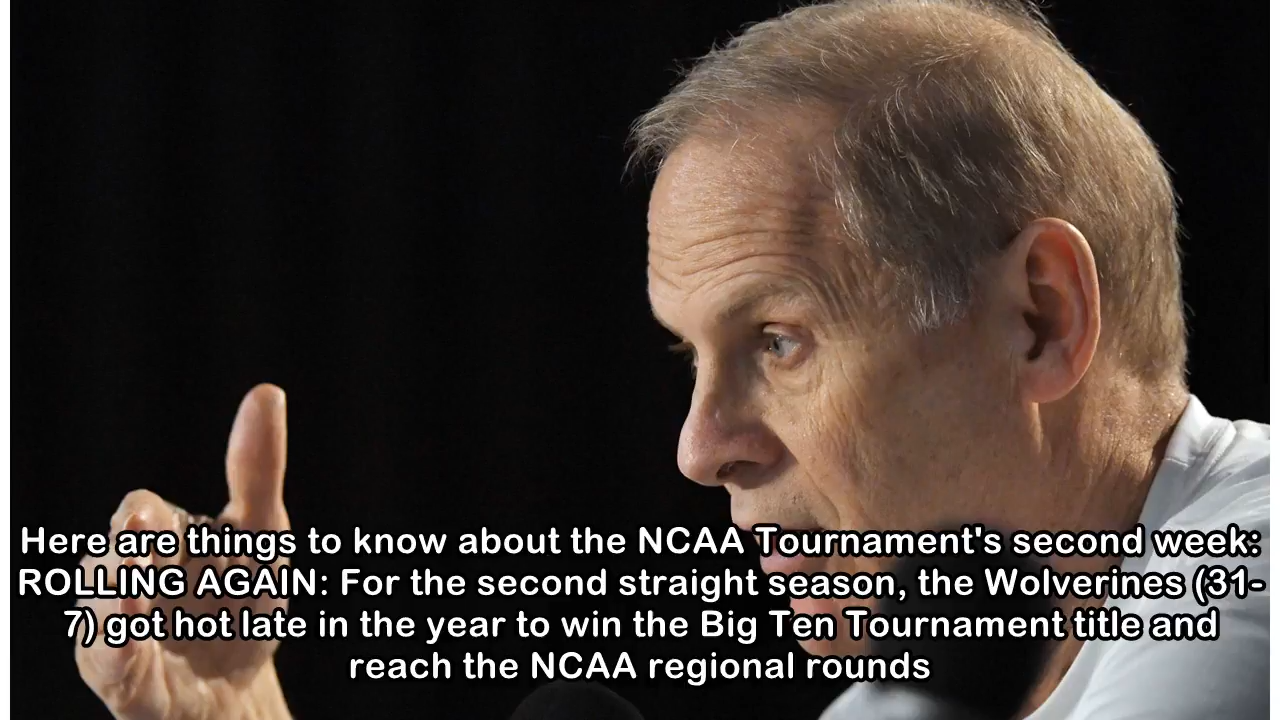 Here are things to know about the NCAA Tournament's second week:
ROLLING AGAIN: For the second straight season, the Wolverines (31-
7) got hot late in the year to win the Big Ten Tournament title and
reach the NCAA regional rounds